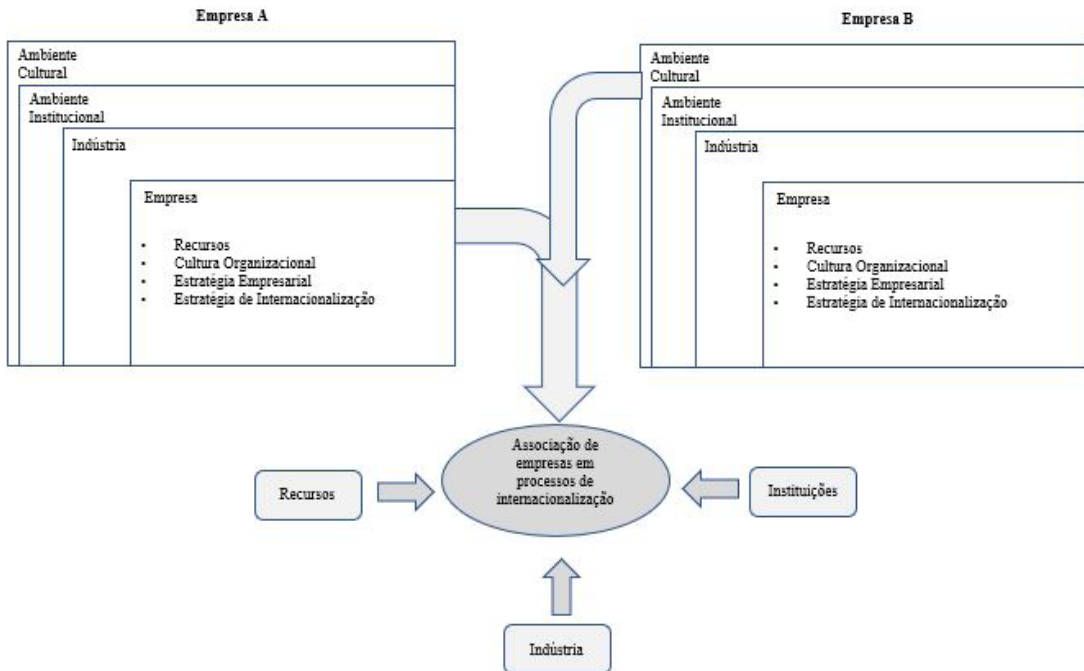 Empresa A
Ambiente
Cultural
Ambiente
Institucional
Indústria
Empresa
▪ Recursos
▪ Cultura Organizacional
▪ Estratégia Empresarial
▪ Estratégia de Internacionalização
Empresa B
Ambiente
Cultural
Ambiente
Institucional
Indústria
Empresa
▪ Recursos
▪ Cultura Organizacional
▪ Estratégia Empresarial
▪ Estratégia de Internacionalização
Associação de
empresas em
processos de
internacionalização
Recursos
Instituições
Indústria